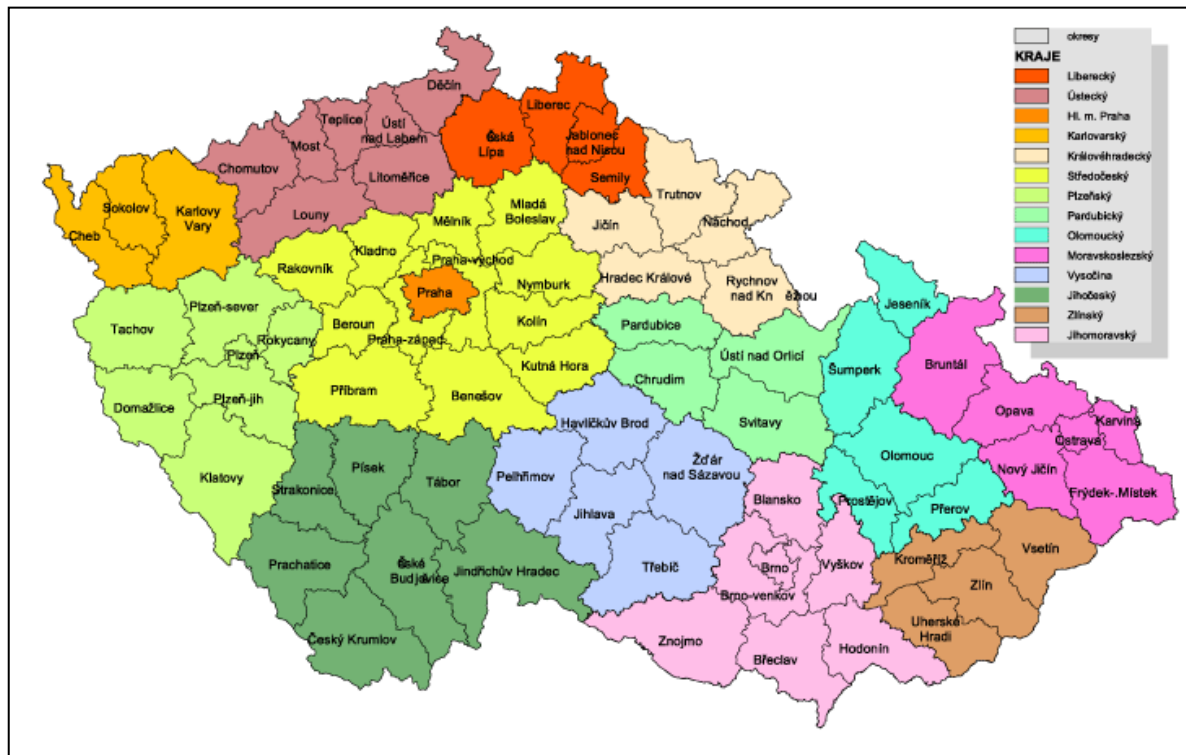 okresy
KRAJE
Liberecký
Ústecký
Hl. m. Praha
Karlovarský
Královéhradecký
Středočeský
Plzeňský
Pardubický
Olomoucký
Moravskoslezský
Vysočina
Jihočeský
Zlínský
Jihomoravský
Děčín
Liberec
Teplice
Ústí
nad Labem
Most
Česká
Lípa
Jablonec
nad Nisou
Chomutov
Litoměřice
Semily
Trutnov
Sokolov
Karlovy
Vary
Louny
Mladá
Boleslav
Mělník
Jičín
Náchod
Cheb
Kladno
Rakovník
Praha-východ
Hradec Králové
Nymburk
Rychnov
nad Kn ěžnou
Praha
Plzeň-sever
Jeseník
Tachov
Rokycany
Beroun
Kolín
Pardubice
Praha-západ
Plzeň
Ústí nad Orlicí
Kutná Hora
Šumperk
Bruntál
Chrudim
Příbram
Benešov
Domažlice
Plzeň-jih
Opava
Karviná
Svitavy
Havlíčkův Brod
Ostrava
Olomouc
Písek
Klatovy
Strakonice
Tábor
Pelhřimov
Žďár
nad Sázavou
Nový Jičín
Frýdek-.Místek
Blansko
Prostějov
Přerov
Jihlava
Vsetín
Kroměříž
Prachatice
České
Budějovice
Jindřichův Hradec
Třebíč
Brno
Vyškov
Zlín
Brno-venkov
Uherské
Hradi
Český Krumlov
Znojmo
Hodonín
Břeclav